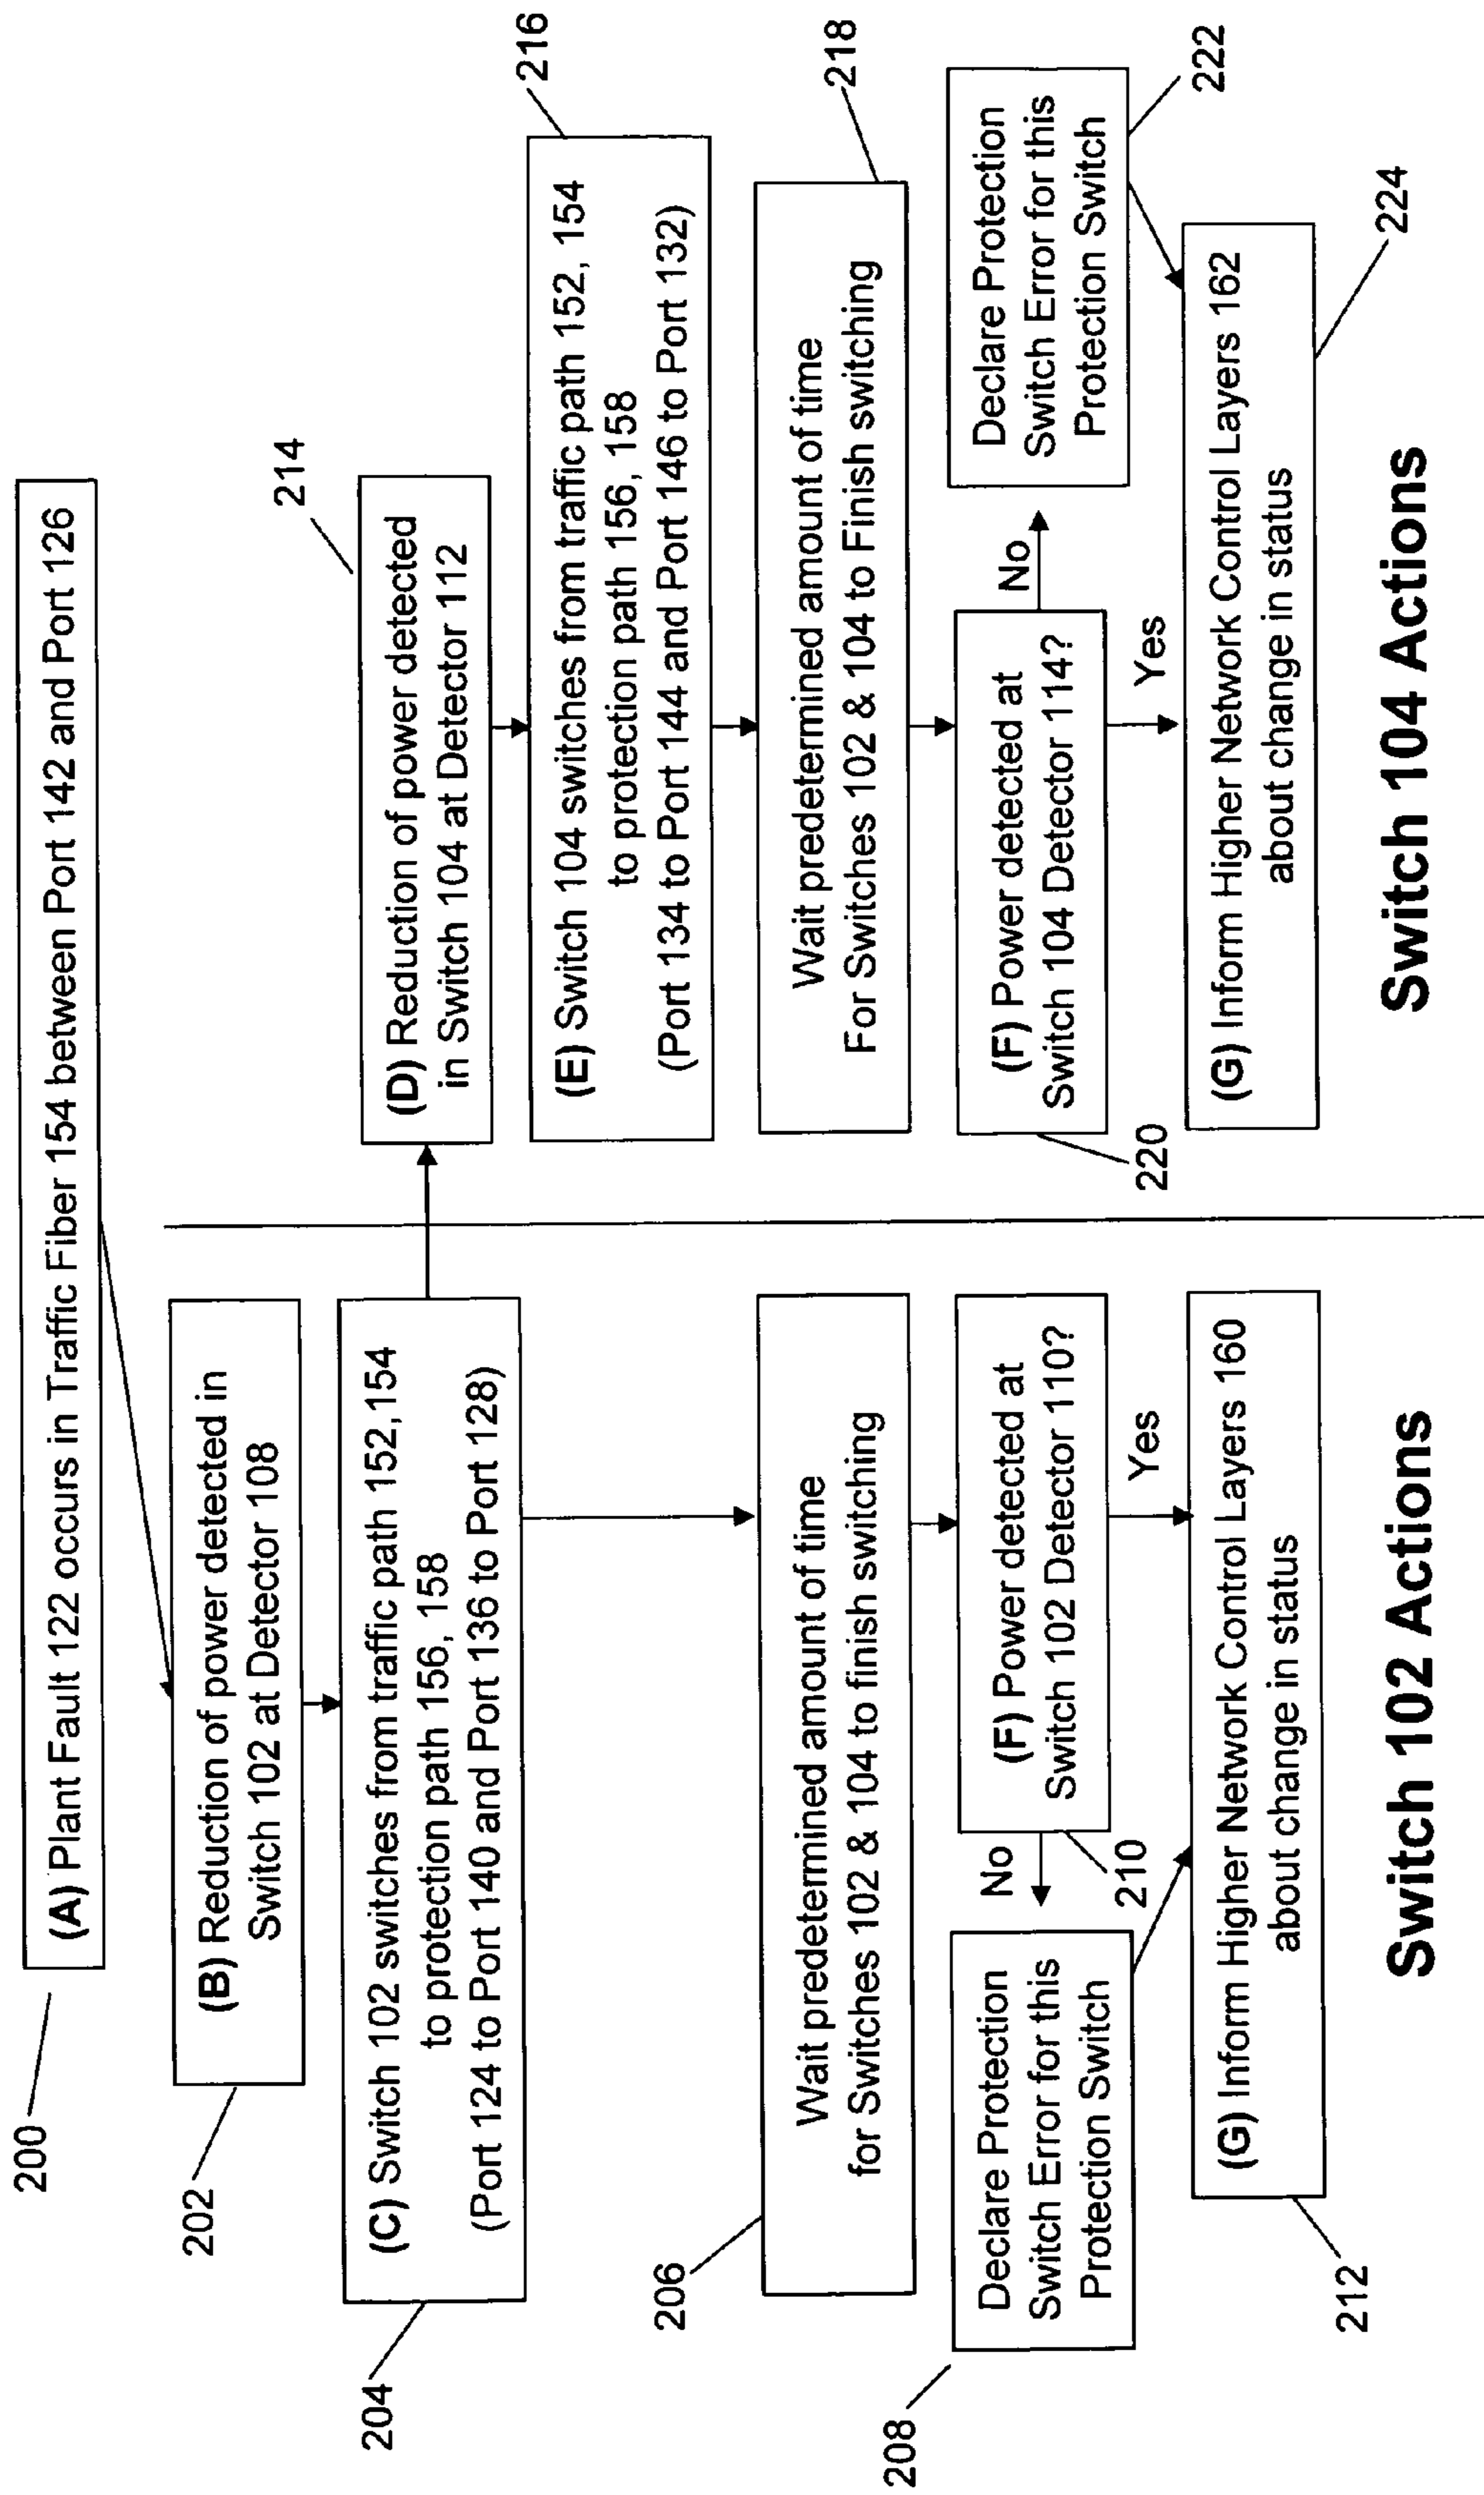 200
(A) Plant Fault 122 occurs in Traffic Fiber 154 between Port 142 and Port 126
202
(B) Reduction of power detected in
Switch 102 at Detector 108
204
(C) Switch 102 switches from traffic path 152,154
to protection path 156, 158
(Port 124 to Port 140 and Port 136 to Port 128)
206
Wait predetermined amount of time
for Switches 102 & 104 to finish switching
208
Declare Protection
Switch Error for this
Protection Switch
No
210
(F) Power detected at
Switch 102 Detector 110?
Yes
212
(G) Inform Higher Network Control Layers 160
about change in status
Switch 102 Actions
214
(D) Reduction of power detected
in Switch 104 at Detector 112
216
(E) Switch 104 switches from traffic path 152, 154
to protection path 156, 158
(Port 134 to Port 144 and Port 146 to Port 132)
218
Wait predetermined amount of time
For Switches 102 & 104 to Finish switching
220
(F) Power detected at
Switch 104 Detector 114?
No
Declare Protection
Switch Error for this
Protection Switch
222
Yes
(G) Inform Higher Network Control Layers 162
about change in status
224
Switch 104 Actions